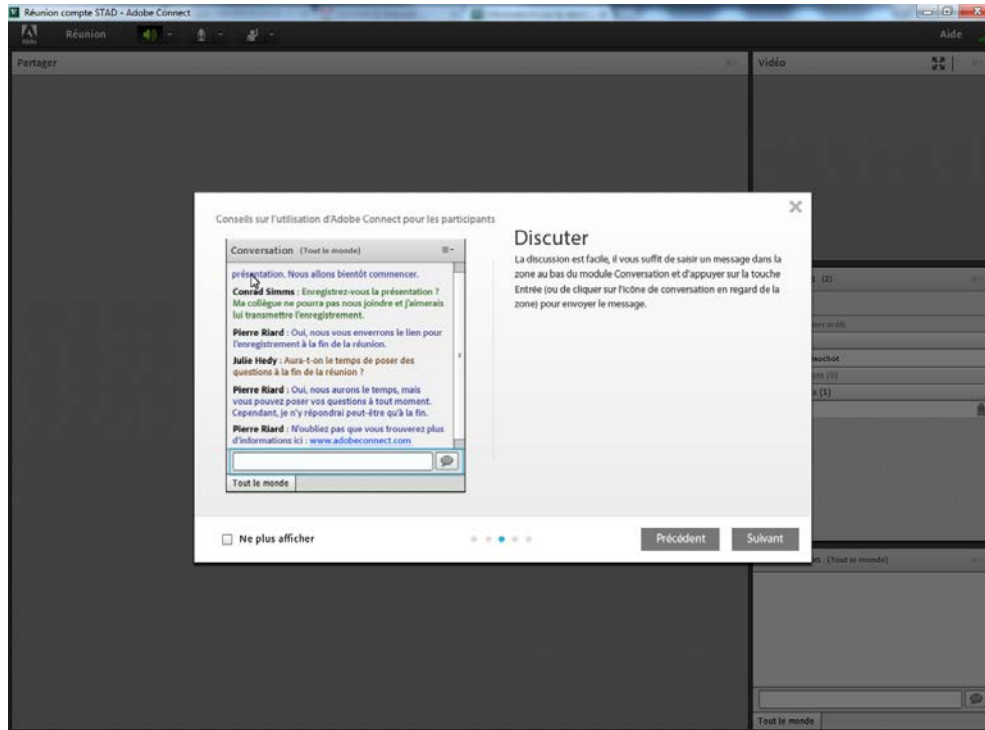 Réunion compte STAD - Adobe Connect
Adobe
Réunion
Aide
Partager
Vidéo
Conseils sur l'utilisation d'Adobe Connect pour les participants
Conversation (Tout le monde)
présentation. Nous allons bientôt commencer.
Conrad Simms : Enregistrez-vous la présentation ?
Ma collègue ne pourra pas nous joindre et j'aimerais
lui transmettre l'enregistrement.
Pierre Riard : Oui, nous vous enverrons le lien pour
l'enregistrement à la fin de la réunion.
Julie Hedy : Aura-t-on le temps de poser des
questions à la fin de la réunion ?
Pierre Riard : Oui, nous aurons le temps, mais
vous pouvez poser vos questions à tout moment.
Cependant, je n'y répondrai peut-être qu'à la fin.
Pierre Riard : N'oubliez pas que vous trouverez plus
d'informations ici : www.adobeconnect.com
Tout le monde
Discuter
La discussion est facile, il vous suffit de saisir un message dans la
zone au bas du module Conversation et d'appuyer sur la touche
Entrée (ou de cliquer sur l'icône de conversation en regard de la
zone) pour envoyer le message.
(2)
auchot
(0)
(1)
Ne plus afficher
Précédent
Suivant
(Tout le monde)
Tout le monde